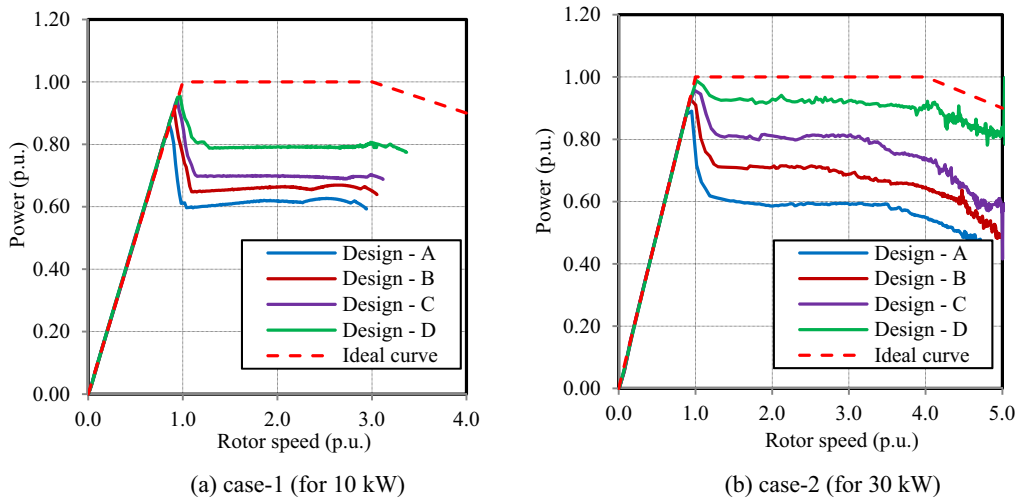 1.20
1.00
0.80
0.60
0.40
0.20
0.00
Power (p.u.)
Design - A
Design - B
Design - C
Design - D
Ideal curve
0.0 1.0 2.0 3.0 4.0
Rotor speed (p.u.)
(a) case-1 (for 10 kW)
1.20
1.00
0.80
0.60
0.40
0.20
0.00
Power (p.u.)
Design - A
Design - B
Design - C
Design - D
Ideal curve
0.0 1.0 2.0 3.0 4.0 5.0
Rotor speed (p.u.)
(b) case-2 (for 30 kW)